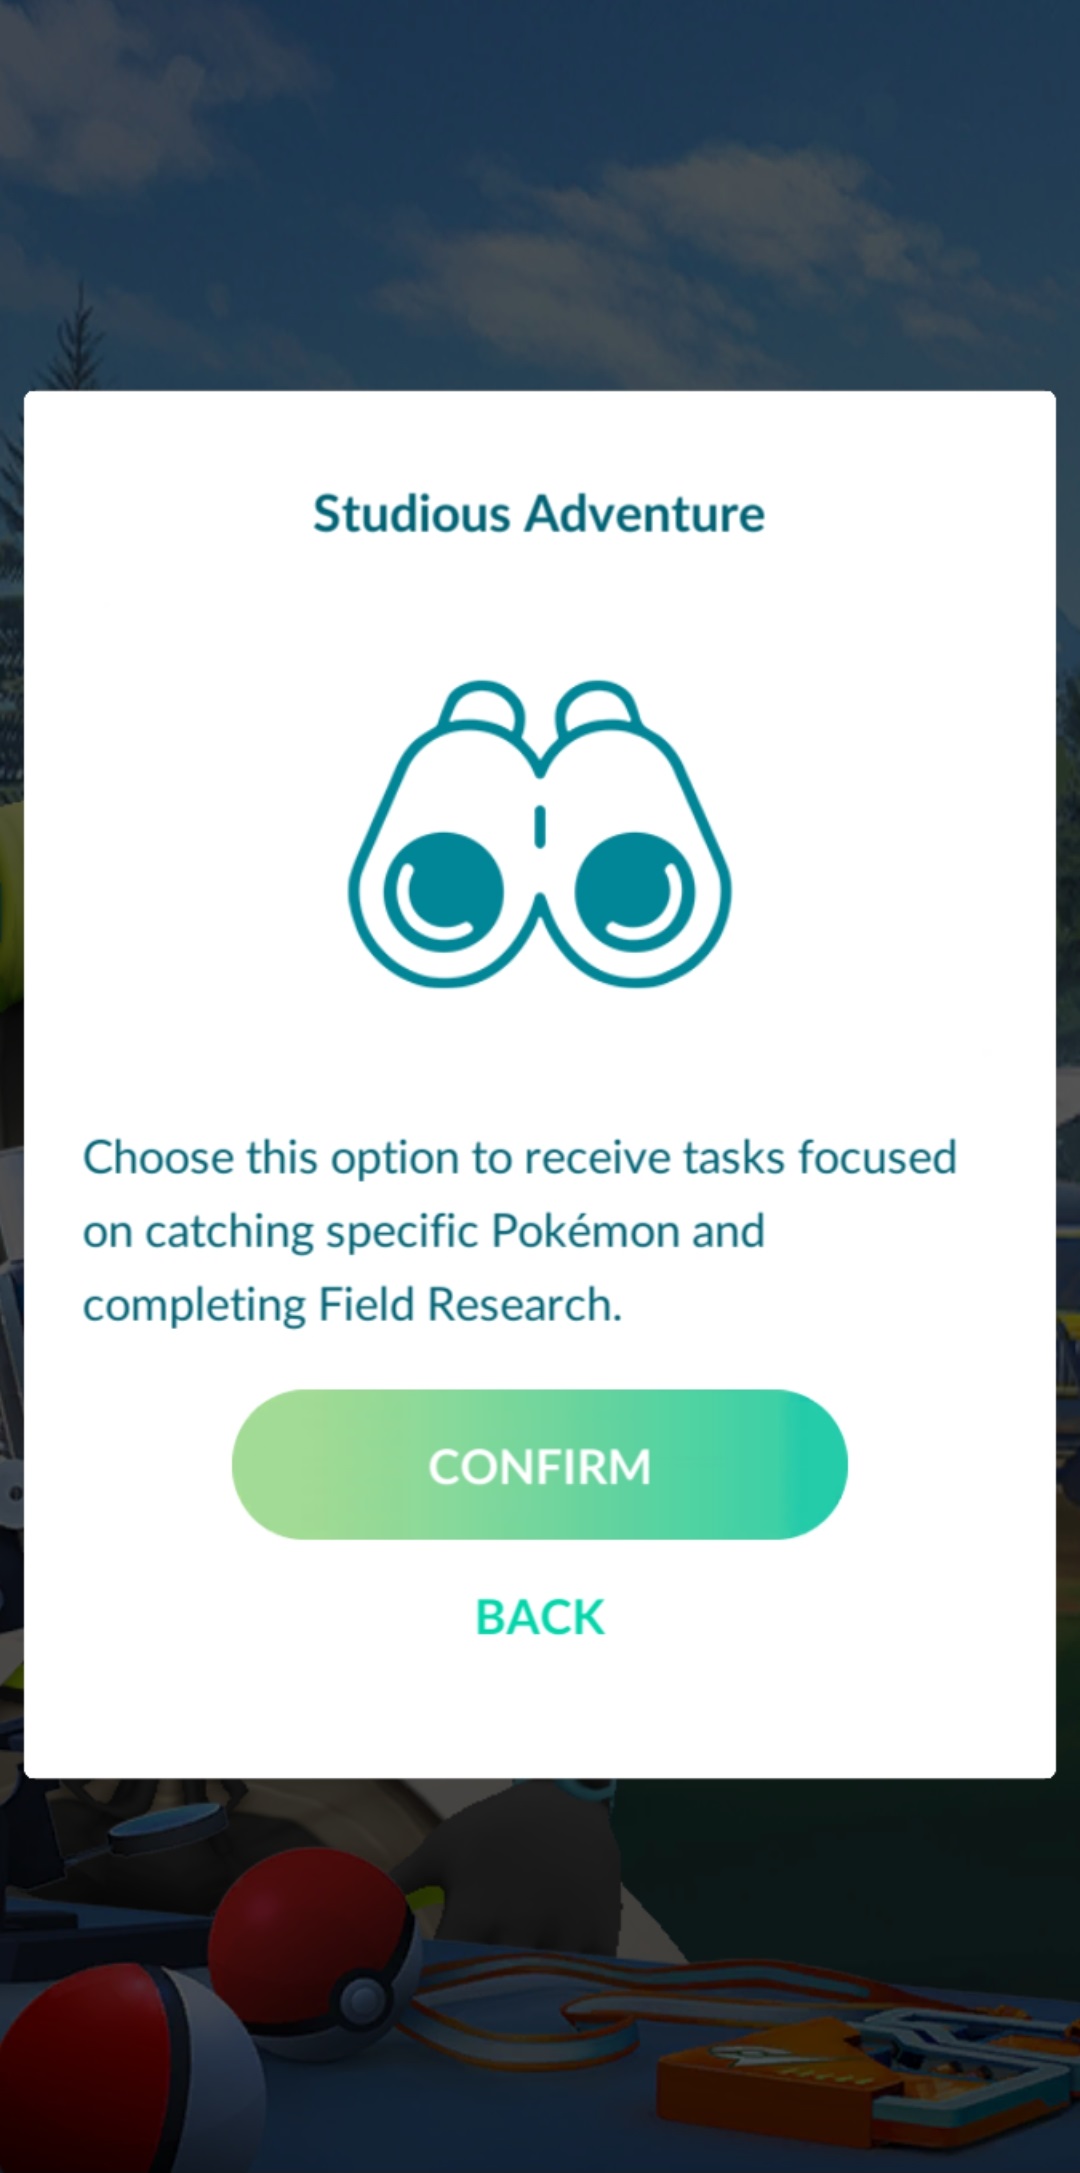 Studious Adventure
Choose this option to receive tasks focused
on catching specific Pokémon and
completing Field Research.
CONFIRM
BACK